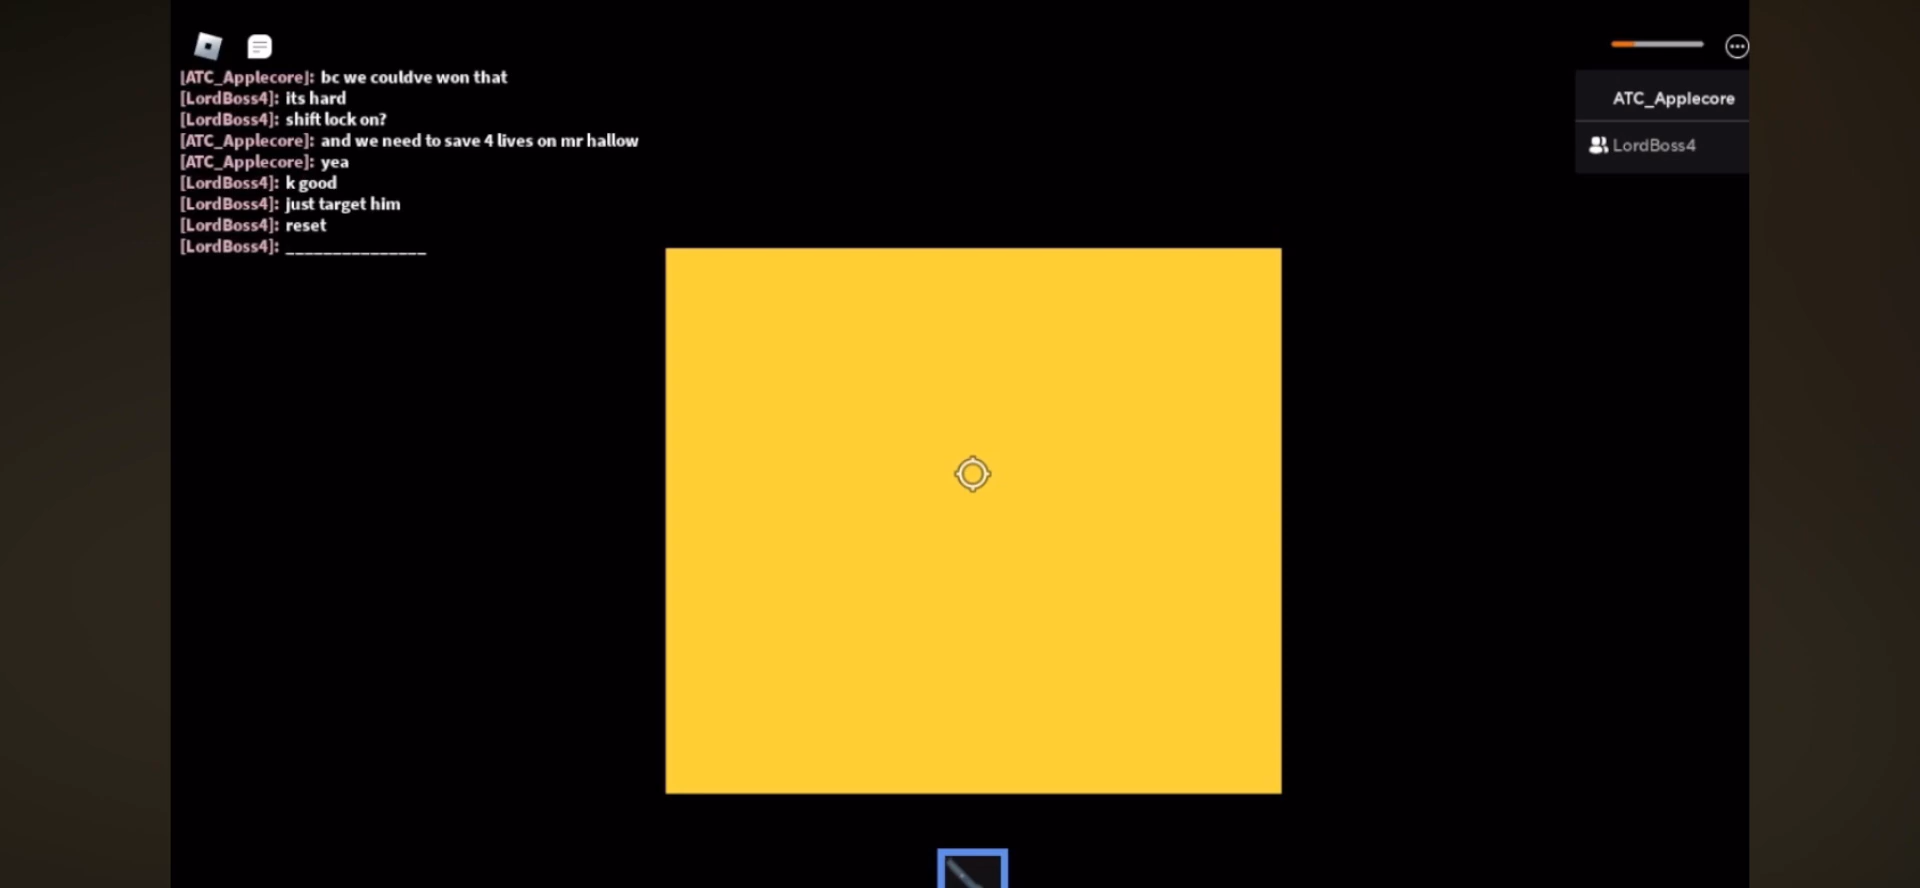 [ATC_Applecore]: bc we couldve won that
[LordBoss4]: its hard
[LordBoss4]: shift lock on?
[ATC_Applecore]: and we need to save 4 lives on mr hallow
[ATC_Applecore]: yea
[LordBoss4]: k good
[LordBoss4]: just target him
[LordBoss4]: reset
[LordBoss4]: _______________
ATC_Applecore
LordBoss4